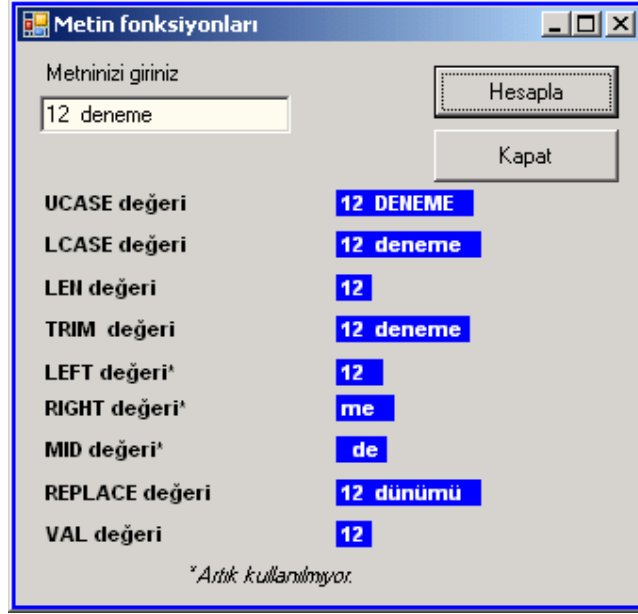 Metin fonksiyonları
Metninizi giriniz
12  deneme
Hesapla
Kapat
UCASE değeri 12  DENEME
LCASE değeri 12  deneme
LEN değeri 12
TRIM  değeri 12  deneme
LEFT değeri* 12
RIGHT değeri* me
MID değeri* de
REPLACE değeri 12  dünümü
VAL değeri 12
*Artık kullanılmıyor.